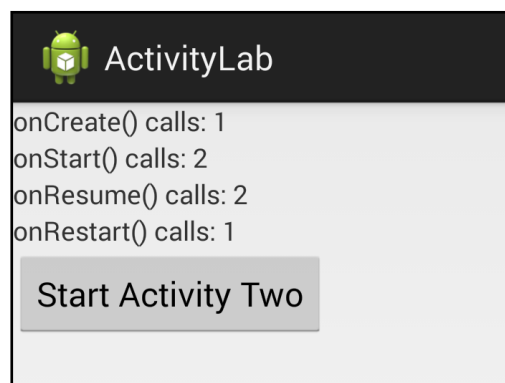 ActivityLab
onCreate() calls: 1
onStart() calls: 2
onResume() calls: 2
onRestart() calls: 1
Start Activity Two